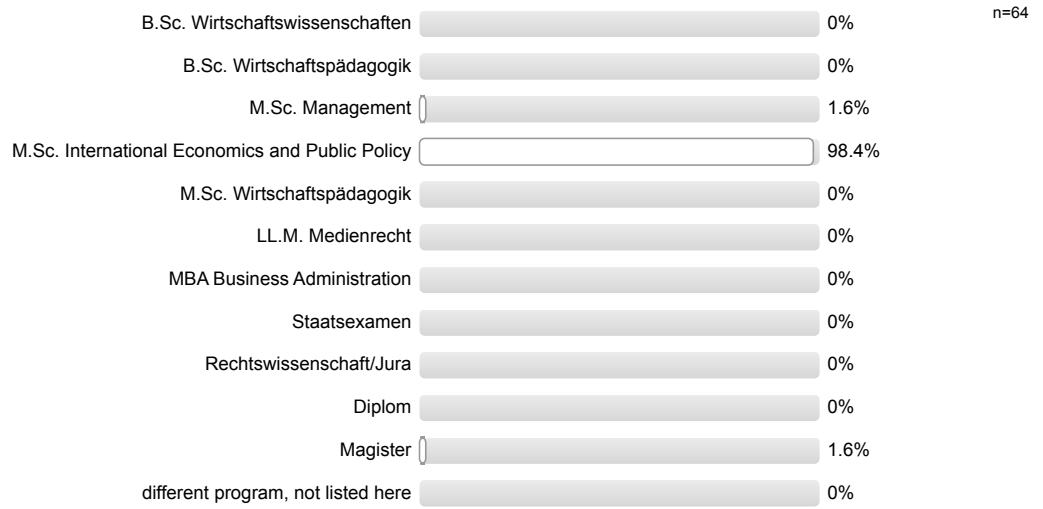 n=64
B.Sc. Wirtschaftswissenschaften 0%
B.Sc. Wirtschaftspädagogik 0%
M.Sc. Management 1.6%
M.Sc. International Economics and Public Policy 98.4%
M.Sc. Wirtschaftspädagogik 0%
LL.M. Medienrecht 0%
MBA Business Administration 0%
Staatsexamen 0%
Rechtswissenschaft/Jura 0%
Diplom 0%
Magister 1.6%
different program, not listed here 0%